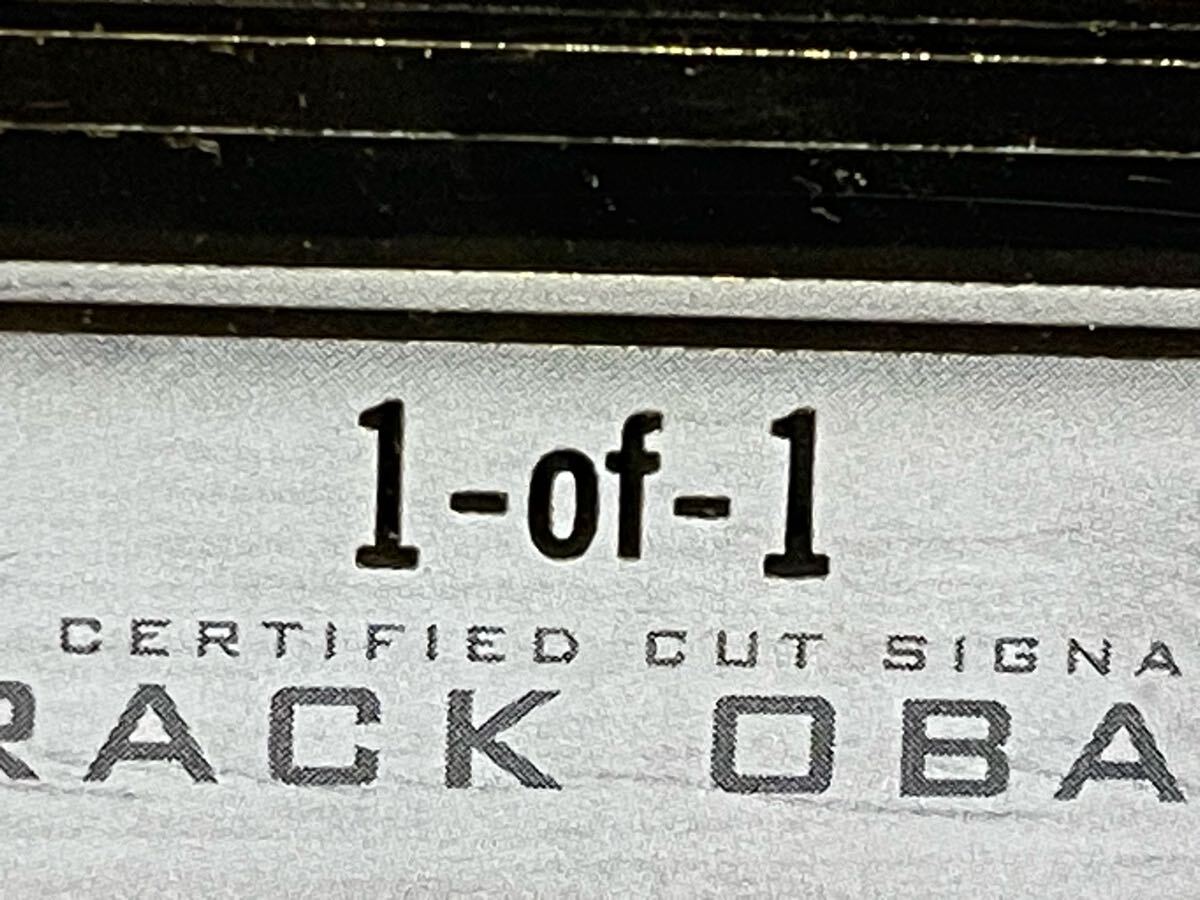 1-of-1
CERTIFIED CUT SIGNA
RACK OBA